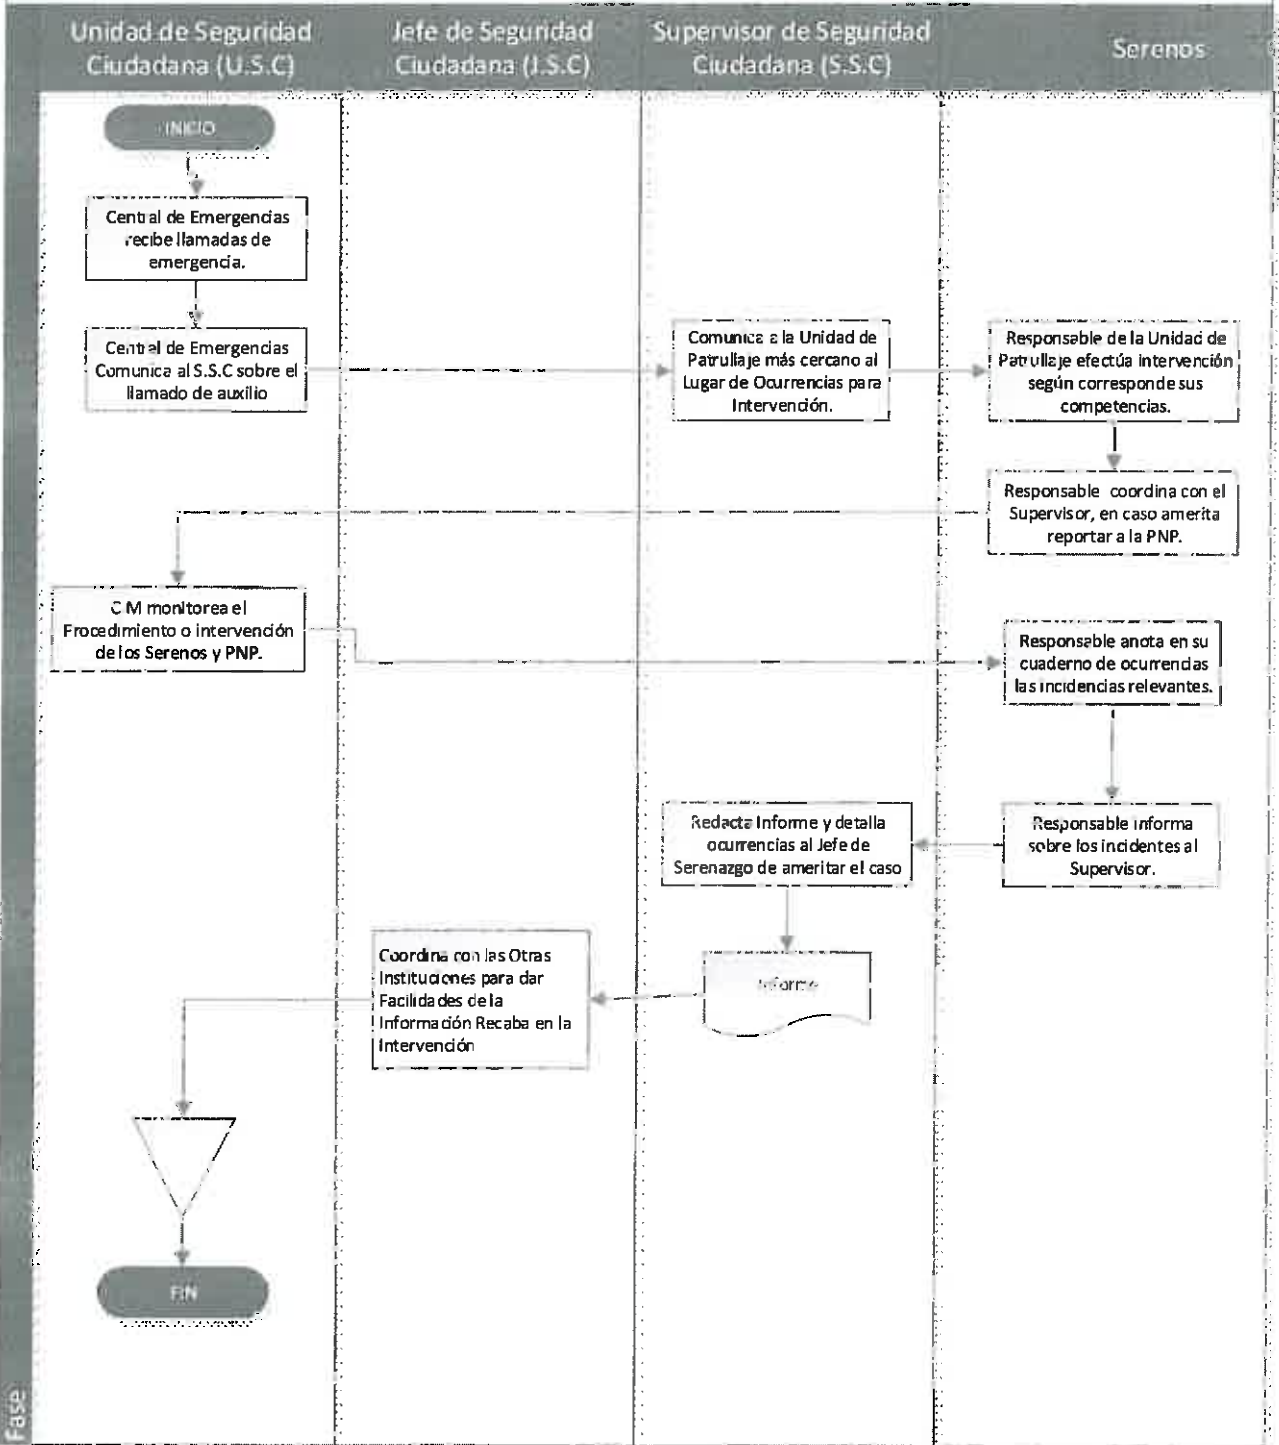 Unidad de Seguridad
Ciudadana (U.S.C)
Jefe de Seguridad
Ciudadana (J.S.C)
Supervisor de Seguridad
Ciudadana (S.S.C)
Serenos
INICIO
Central de Emergencias
recibe llamadas de
emergencia.
Central de Emergencias
Comunica al S.S.C sobre el
llamado de auxilio
Comunica a la Unidad de
Patrullaje más cercano al
Lugar de Ocurrencias para
Intervención.
Responsable de la Unidad de
Patrullaje efectúa intervención
según corresponde sus
competencias.
Responsable coordina con el
Supervisor, en caso amerita
reportar a la PNP.
monitorea el
Procedimiento o intervención
de los Serenos y PNP.
Responsable anota en su
cuaderno de ocurrencias
las incidencias relevantes.
Responsable informa
sobre los incidentes al
Supervisor.
Redacta Informe y detalla
ocurrencias al Jefe de
Serenazgo de ameritar el caso
Informe
Coordina con las Otras
Instituciones para dar
Facilidades de la
Información Recaba en la
Intervención
FIN
Fase